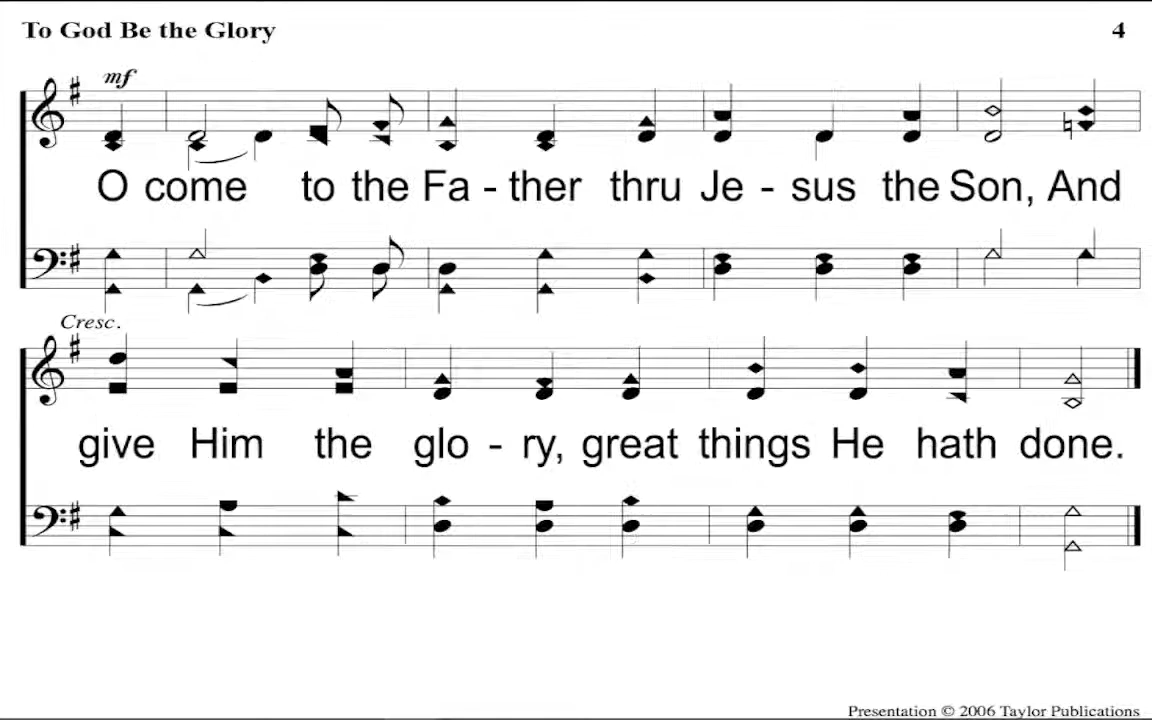 To God Be the Glory 4
mf
O come to the Fa - ther thru Je - sus the Son, And
Cresc.
give Him the glo - ry, great things He hath done.
Presentation © 2006 Taylor Publications